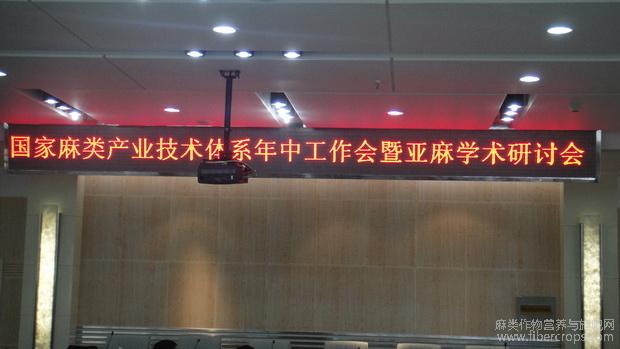 国家麻类产业技术体系年中工作会暨亚麻学术研讨会
麻类作物营养与施肥网
www.fibercrops.com